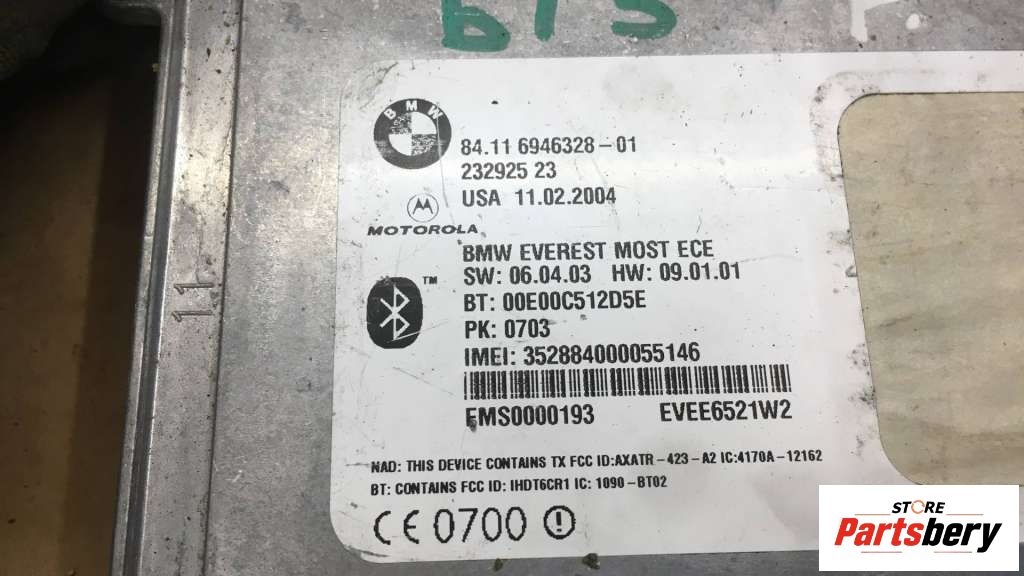 BMW
84.11 6946328-01
232925 23
USA 11.02.2004
MOTOROLA
BMW EVEREST MOST ECE
SW: 06.04.03 HW: 09.01.01
TM
BT: 00E00C512D5E
PK: 0703
IMEI: 352884000055146
EMS0000193 EVEE6521W2
NAD: THIS DEVICE CONTAINS TX FCC ID:AXATR-423-A2 IC:4170A-12162
BT: CONTAINS FCC ID: IHDT6CR1 IC: 1090-BT02
CE 0700
11
STORE
Partsbery